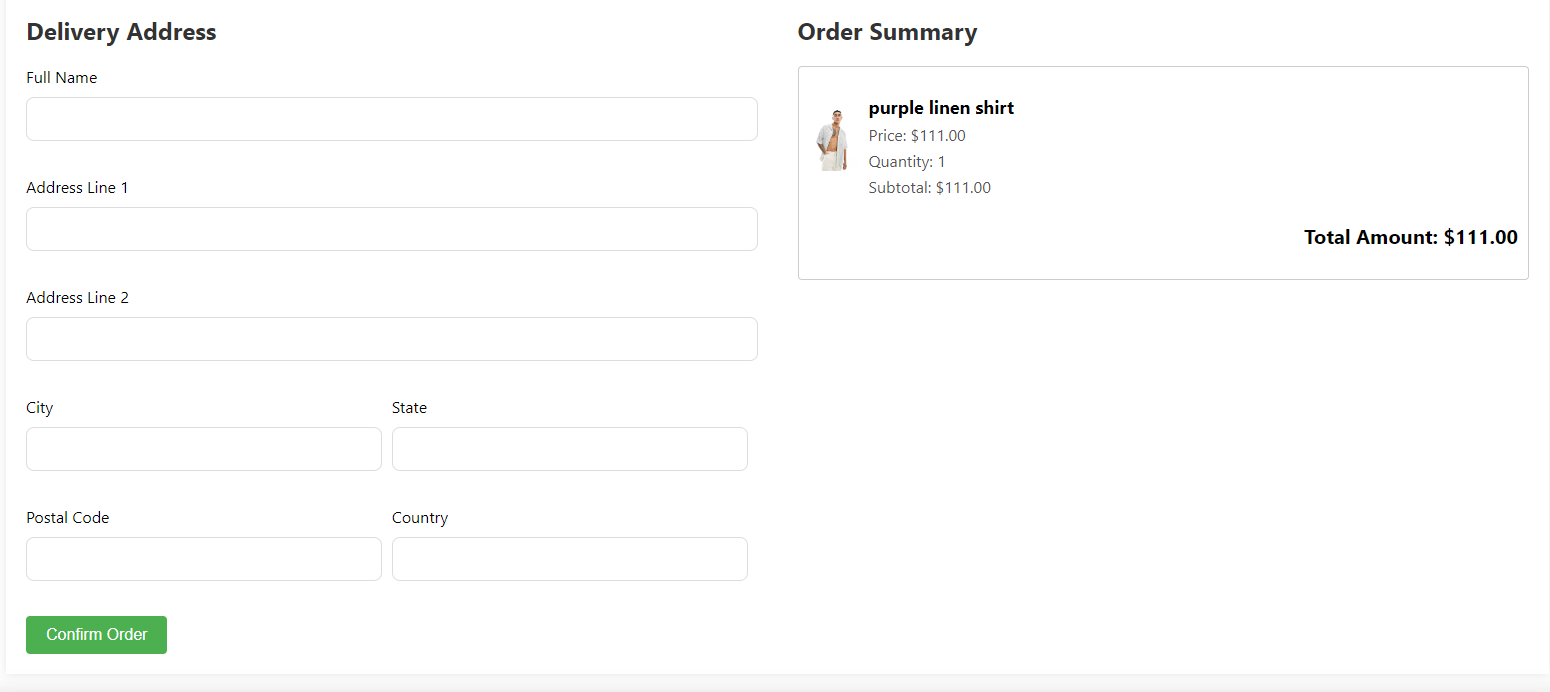 Delivery Address
Full Name
Address Line 1
Address Line 2
City
State
Postal Code
Country
Confirm Order
Order Summary
purple linen shirt
Price: $111.00
Quantity: 1
Subtotal: $111.00
Total Amount: $111.00